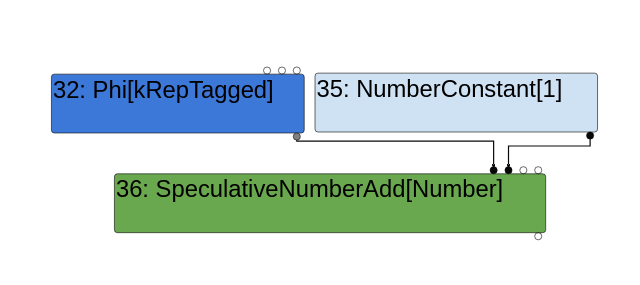 32: Phi[kRepTagged]
35: NumberConstant[1]
36: SpeculativeNumberAdd[Number]